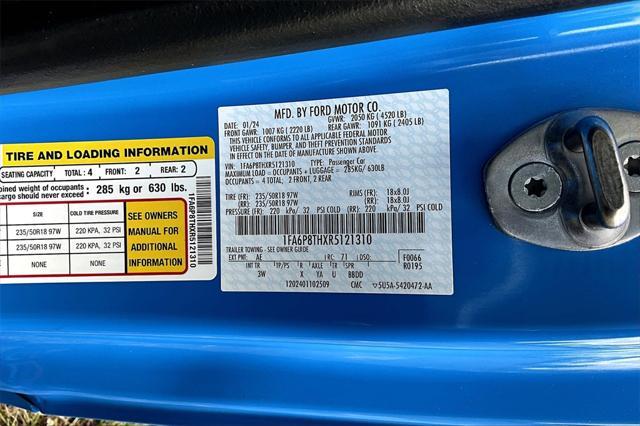 TIRE AND LOADING INFORMATION
SEATING CAPACITY TOTAL: 4 FRONT: 2 REAR: 2
weight of occupants 285 kg or 630 lbs.
should never exceed
SIZE COLD TIRE PRESSURE
235/50R18 97W 220 KPA, 32 PSI
235/50R18 97W 220 KPA, 32 PSI
NONE NONE
SEE OWNERS
MANUAL FOR
ADDITIONAL
INFORMATION
1FA6P8THXR5121310
MFD. BY FORD MOTOR CO.
DATE: 01/24 GVWR: 2050 KG ( 4520 LB)
FRONT GAWR: 1007 KG ( 2220 LB) REAR GAWR: 1091 KG ( 2405 LB)
THIS VEHICLE CONFORMS TO ALL APPLICABLE FEDERAL MOTOR
VEHICLE SAFETY, BUMPER, AND THEFT PREVENTION STANDARDS
IN EFFECT ON THE DATE OF MANUFACTURE SHOWN ABOVE.
VIN: 1FA6P8THXR5121310 TYPE: Passenger Car
MAXIMUM LOAD = OCCUPANTS + LUGGAGE = 285KG/ 630LB
OCCUPANTS = 4 TOTAL: 2 FRONT, 2 REAR
TIRE (FR): 235/50R18 97W RIMS (FR): 18x8.0J
(RR): 235/50R18 97W (RR): 18x8.0J
PRESSURE (FR): 220 kPa/ 32 PSI COLD (RR): 220 kPa/ 32 PSI COLD
1FA6P8THXR5121310
TRAILER TOWING - SEE OWNER GUIDE
EXT PNT: AE RC: 71 DSO: F0066
INT TR TP/PS R AXLE TR SPR R0195
3W X YA U BBDD
1202401102509 CMC ▽5U5A-5420472-AA